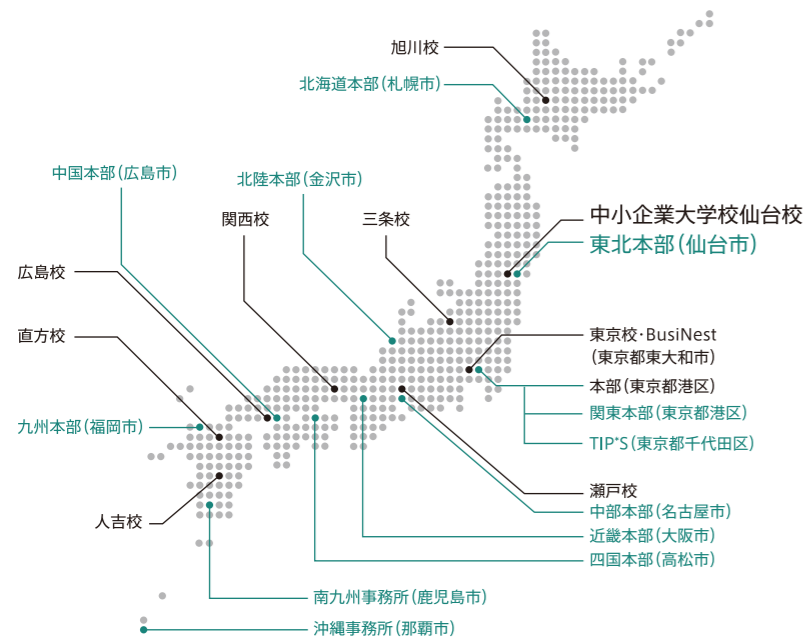 旭川校
北海道本部（札幌市）
中国本部（広島市）
北陸本部（金沢市）
関西校
三条校
中小企業大学校仙台校
東北本部（仙台市）
広島校
直方校
東京校・BusiNest
（東京都東大和市）
本部（東京都港区）
関東本部（東京都港区）
TIP*S（東京都千代田区）
九州本部（福岡市）
人吉校
瀬戸校
中部本部（名古屋市）
近畿本部（大阪市）
四国本部（高松市）
南九州事務所（鹿児島市）
沖縄事務所（那覇市）